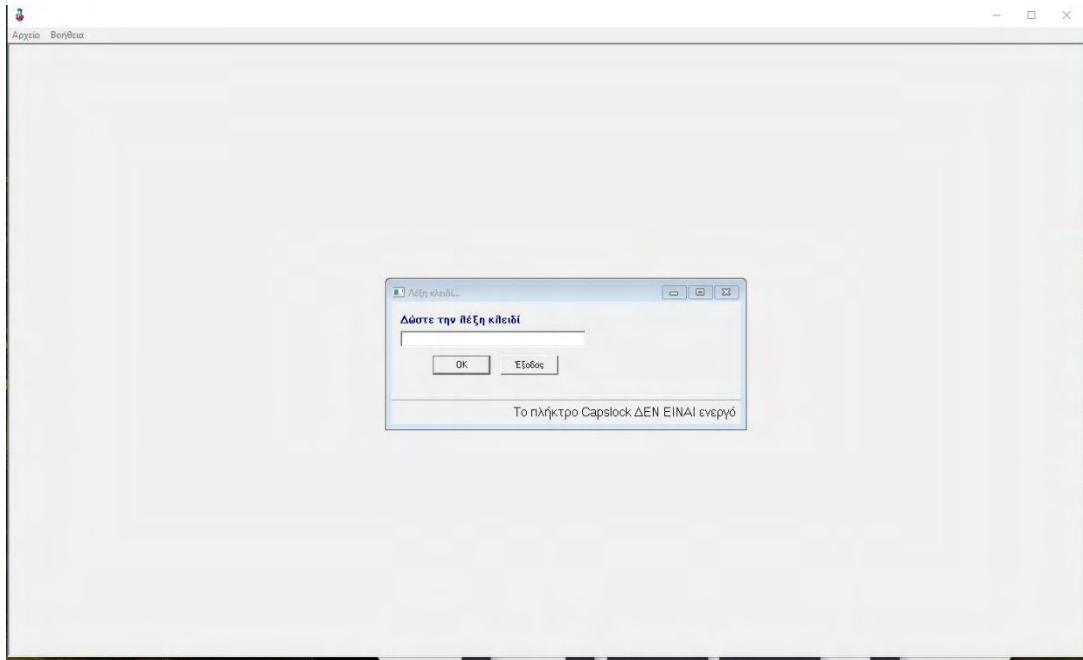 Αρχείο Βοήθεια
Λέξη κλειδί...
Δώστε την λέξη κλειδί
OK Έξοδος
Το πλήκτρο Capslock ΔΕΝ ΕΙΝΑΙ ενεργό